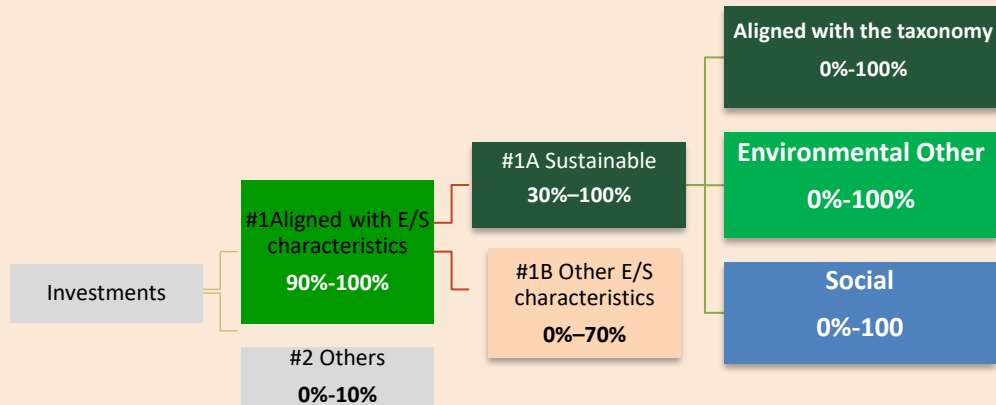 Investments
#1Aligned with E/S
characteristics
90%-100%
#2 Others
0%-10%
#1A Sustainable
30%–100%
#1B Other E/S
characteristics
0%–70%
Aligned with the taxonomy
0%-100%
Environmental Other
0%-100%
Social
0%-100